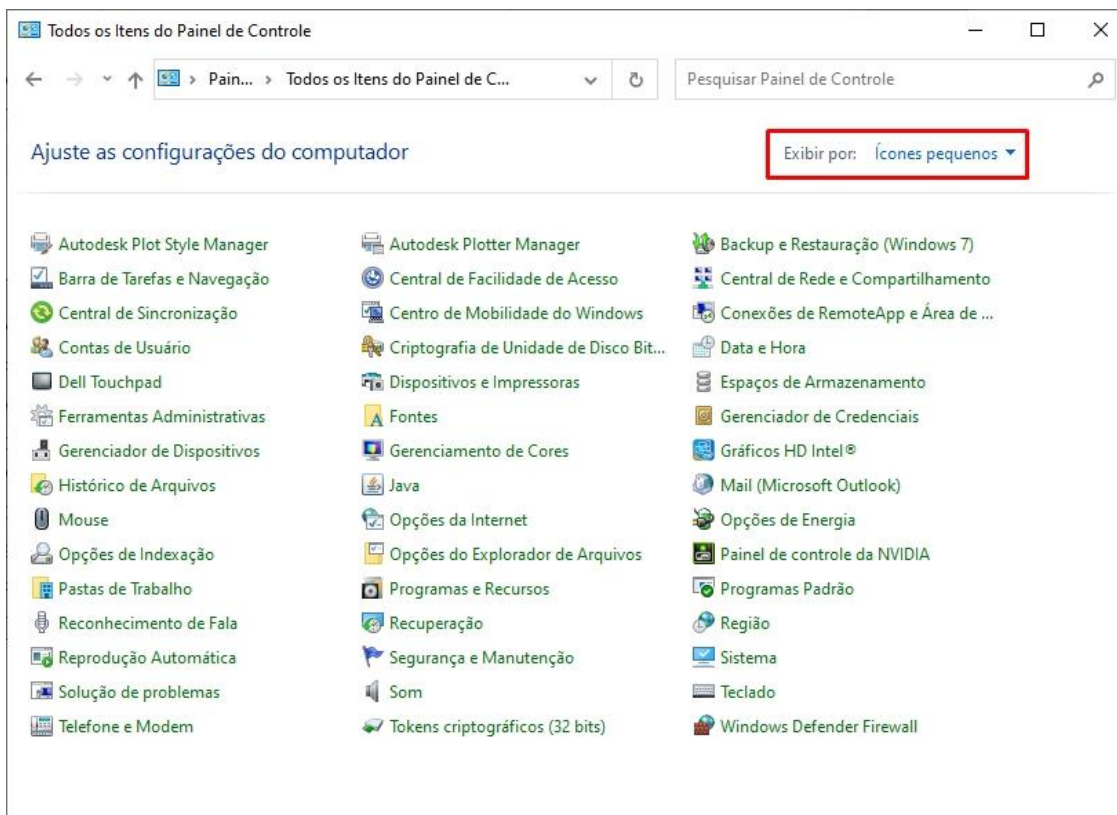 Todos os Itens do Painel de Controle
Pain... > Todos os Itens do Painel de C...
Pesquisar Painel de Controle
Ajuste as configurações do computador
Exibir por: Ícones pequenos
Autodesk Plot Style Manager
Autodesk Plotter Manager
Backup e Restauração (Windows 7)
Barra de Tarefas e Navegação
Central de Facilidade de Acesso
Central de Rede e Compartilhamento
Central de Sincronização
Centro de Mobilidade do Windows
Conexões de RemoteApp e Área de ...
Contas de Usuário
Criptografia de Unidade de Disco Bit...
Data e Hora
Dell Touchpad
Dispositivos e Impressoras
Espaços de Armazenamento
Ferramentas Administrativas
Fontes
Gerenciador de Credenciais
Gerenciador de Dispositivos
Gerenciamento de Cores
Gráficos HD Intel®
Histórico de Arquivos
Java
Mail (Microsoft Outlook)
Mouse
Opções da Internet
Opções de Energia
Opções de Indexação
Opções do Explorador de Arquivos
Painel de controle da NVIDIA
Pastas de Trabalho
Programas e Recursos
Programas Padrão
Reconhecimento de Fala
Recuperação
Região
Reprodução Automática
Segurança e Manutenção
Sistema
Solução de problemas
Som
Teclado
Telefone e Modem
Tokens criptográficos (32 bits)
Windows Defender Firewall